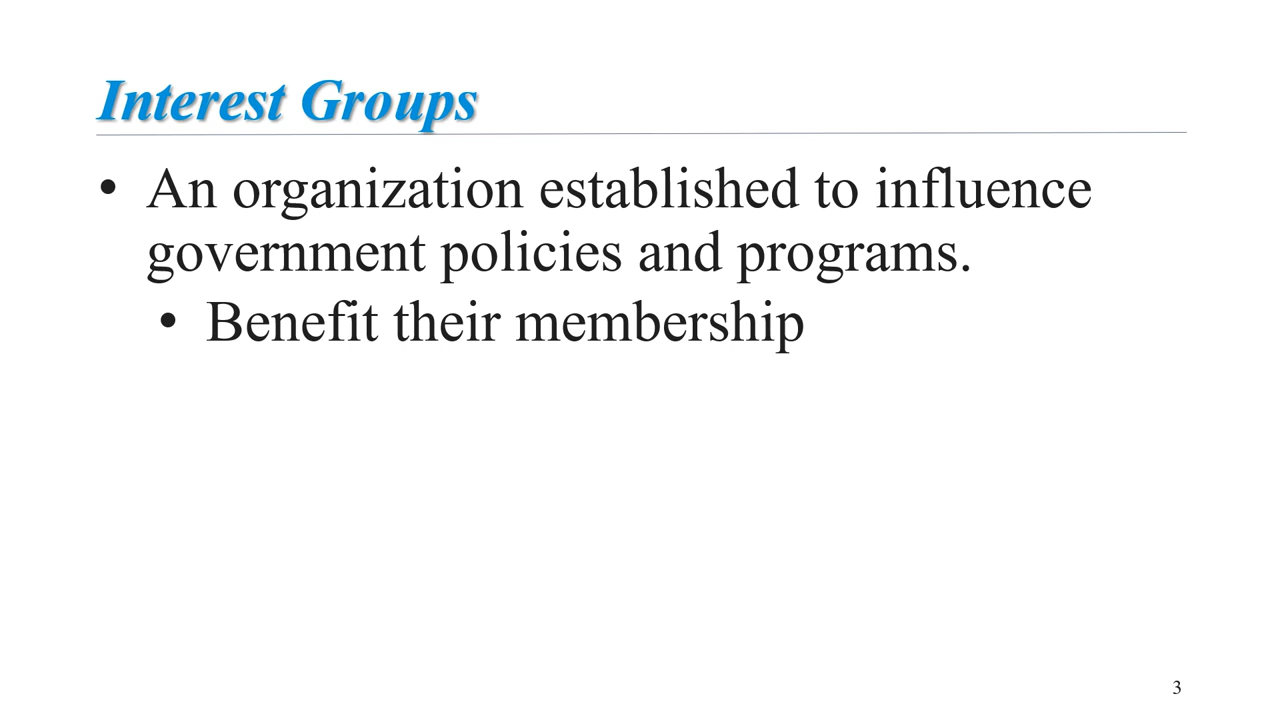 Interest Groups
• An organization established to influence
government policies and programs.
• Benefit their membership
3